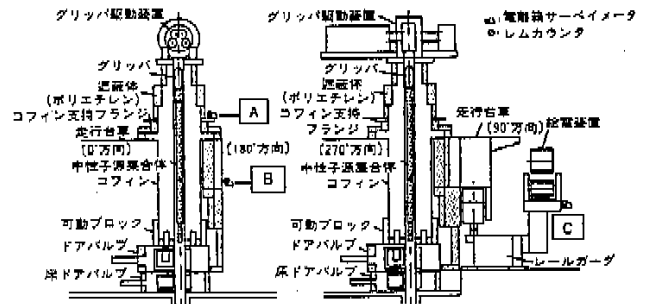 グリッパ駆動装置
グリッパ
遮蔽体
(ポリエチレン)
コフィン支持フランジ
走行台車
(0°方向)
(180°方向)
中性子源集合体
コフィン
可動ブロック
ドアバルブ
床ドアバルブ
A
B
グリッパ駆動装置
グリッパ
遮蔽体
(ポリエチレン)
コフィン支持
フランジ
(270°方向)
中性子源集合体
コフィン
可動ブロック
ドアバルブ
床ドアバルブ
走行台車
(90°方向)
給電装置
C
レールガーダ
:電離箱サーベイメータ
:レムカウンタ